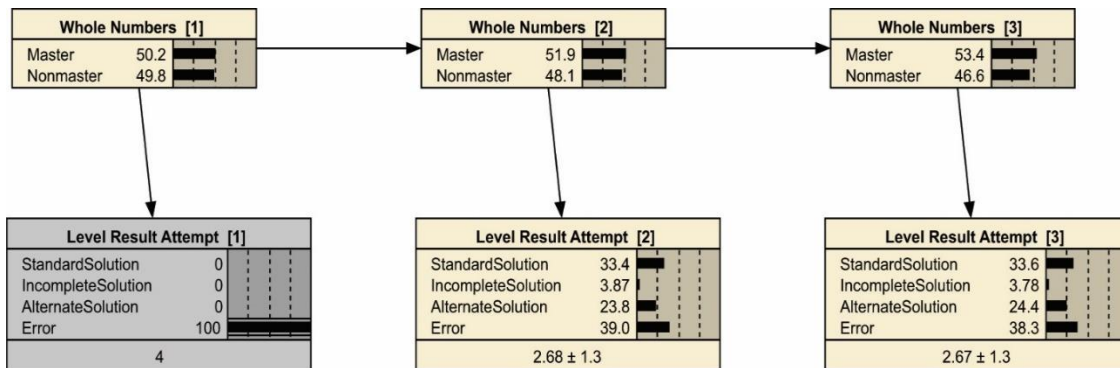 Whole Numbers [1]
Master 50.2
Nonmaster 49.8
Whole Numbers [2]
Master 51.9
Nonmaster 48.1
Whole Numbers [3]
Master 53.4
Nonmaster 46.6
Level Result Attempt [1]
StandardSolution 0
IncompleteSolution 0
AlternateSolution 0
Error 100
4
Level Result Attempt [2]
StandardSolution 33.4
IncompleteSolution 3.87
AlternateSolution 23.8
Error 39.0
2.68 ± 1.3
Level Result Attempt [3]
StandardSolution 33.6
IncompleteSolution 3.78
AlternateSolution 24.4
Error 38.3
2.67 ± 1.3